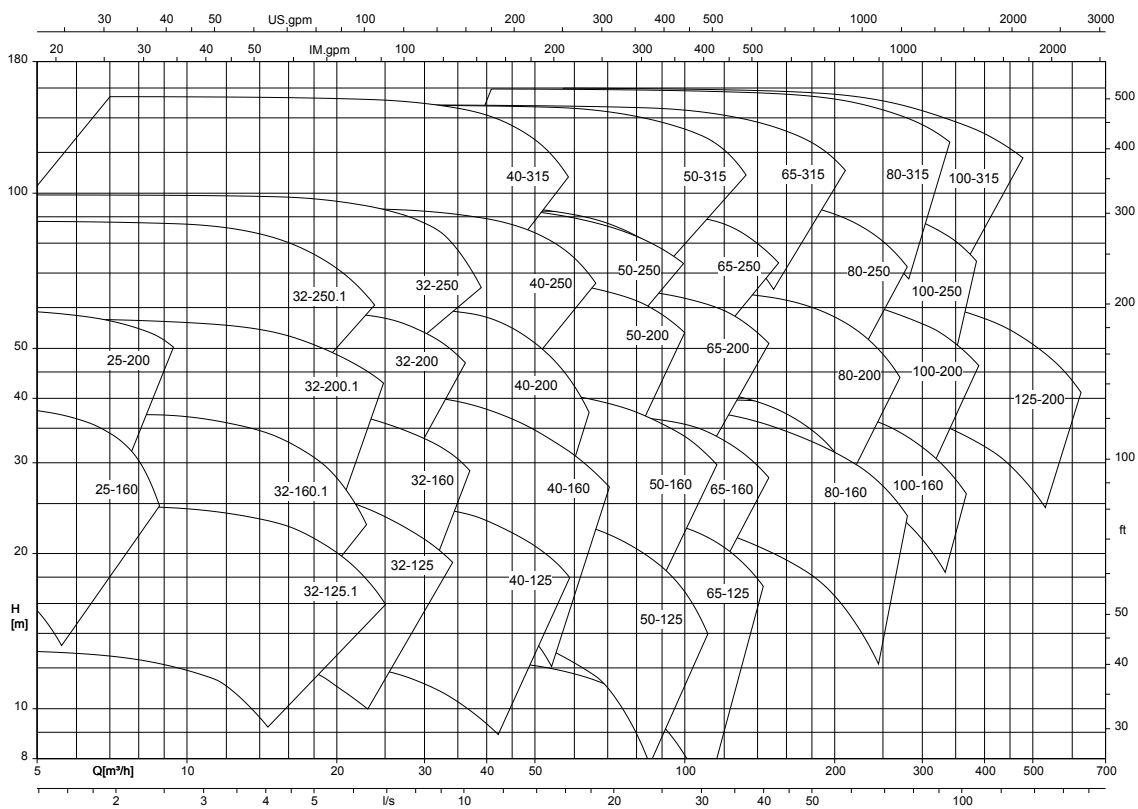 30 40 50 US.gpm 100 200 300 400 500 1000 2000 3000
20 30 40 50 IM.gpm 100 200 300 400 500 1000 2000
180
500
40-315 50-315 65-315 80-315 100-315
400
100
300
32-250.1 32-250 40-250 50-250 65-250 80-250 100-250
200
50
25-200 32-200.1 32-200 40-200 50-200 65-200 80-200 100-200 125-200
40
30
100
25-160 32-160.1 32-160 40-160 50-160 65-160 80-160 100-160
20
ft
32-125.1 32-125 40-125 50-125 65-125
H
[m]
50
40
10
30
8
5 Q[m³/h] 10 20 30 40 50 100 200 300 400 500 700
2 3 4 5 l/s 10 20 30 40 50 100